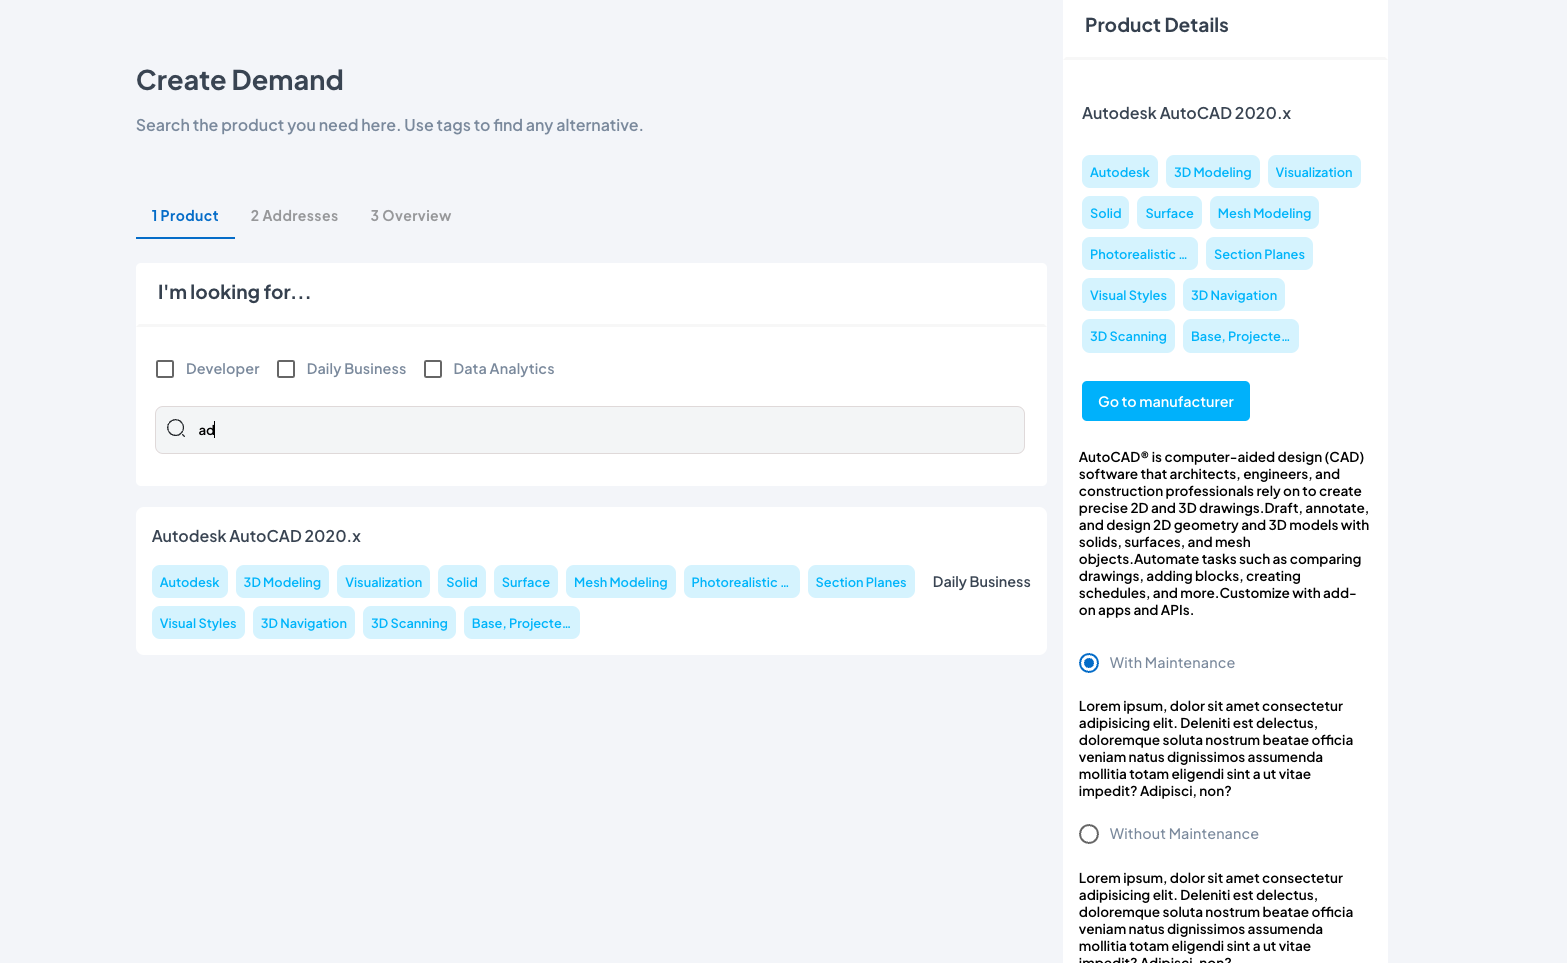 Create Demand
Search the product you need here. Use tags to find any alternative.
1 Product
2 Addresses
3 Overview
I'm looking for...
Developer
Daily Business
Data Analytics
ad
Autodesk AutoCAD 2020.x
Autodesk
3D Modeling
Visualization
Solid
Surface
Mesh Modeling
Photorealistic ...
Section Planes
Daily Business
Visual Styles
3D Navigation
3D Scanning
Base, Projecte...
Product Details
Autodesk AutoCAD 2020.x
Autodesk
3D Modeling
Visualization
Solid
Surface
Mesh Modeling
Photorealistic ...
Section Planes
Visual Styles
3D Navigation
3D Scanning
Base, Projecte...
Go to manufacturer
AutoCAD® is computer-aided design (CAD)
software that architects, engineers, and
construction professionals rely on to create
precise 2D and 3D drawings.Draft, annotate,
and design 2D geometry and 3D models with
solids, surfaces, and mesh
objects.Automate tasks such as comparing
drawings, adding blocks, creating
schedules, and more.Customize with add-
on apps and APIs.
With Maintenance
Lorem ipsum, dolor sit amet consectetur
adipisicing elit. Deleniti est delectus,
doloremque soluta nostrum beatae officia
veniam natus dignissimos assumenda
mollitia totam eligendi sint a ut vitae
impedit? Adipisci, non?
Without Maintenance
Lorem ipsum, dolor sit amet consectetur
adipisicing elit. Deleniti est delectus,
doloremque soluta nostrum beatae officia
veniam natus dignissimos assumenda
mollitia totam eligendi sint a ut vitae
impedit? Adipisci, non?